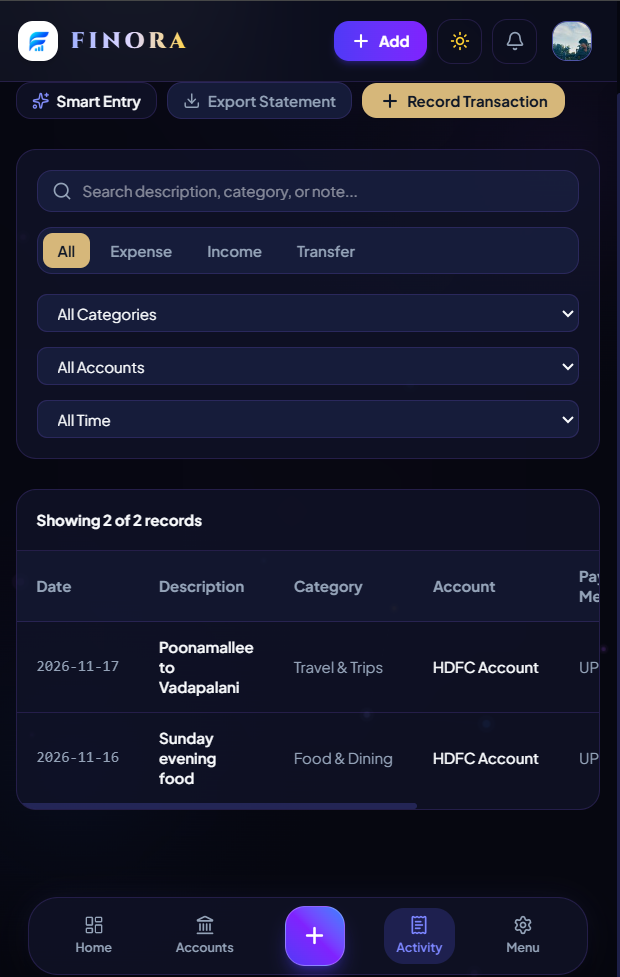 FINORA
Add
Smart Entry
Export Statement
Record Transaction
Search description, category, or note...
All Expense Income Transfer
All Categories
All Accounts
All Time
Showing 2 of 2 records
Date Description Category Account
2026-11-17 Poonamallee to Vadapalani Travel & Trips HDFC Account UP
2026-11-16 Sunday evening food Food & Dining HDFC Account UP
Home Accounts Activity Menu